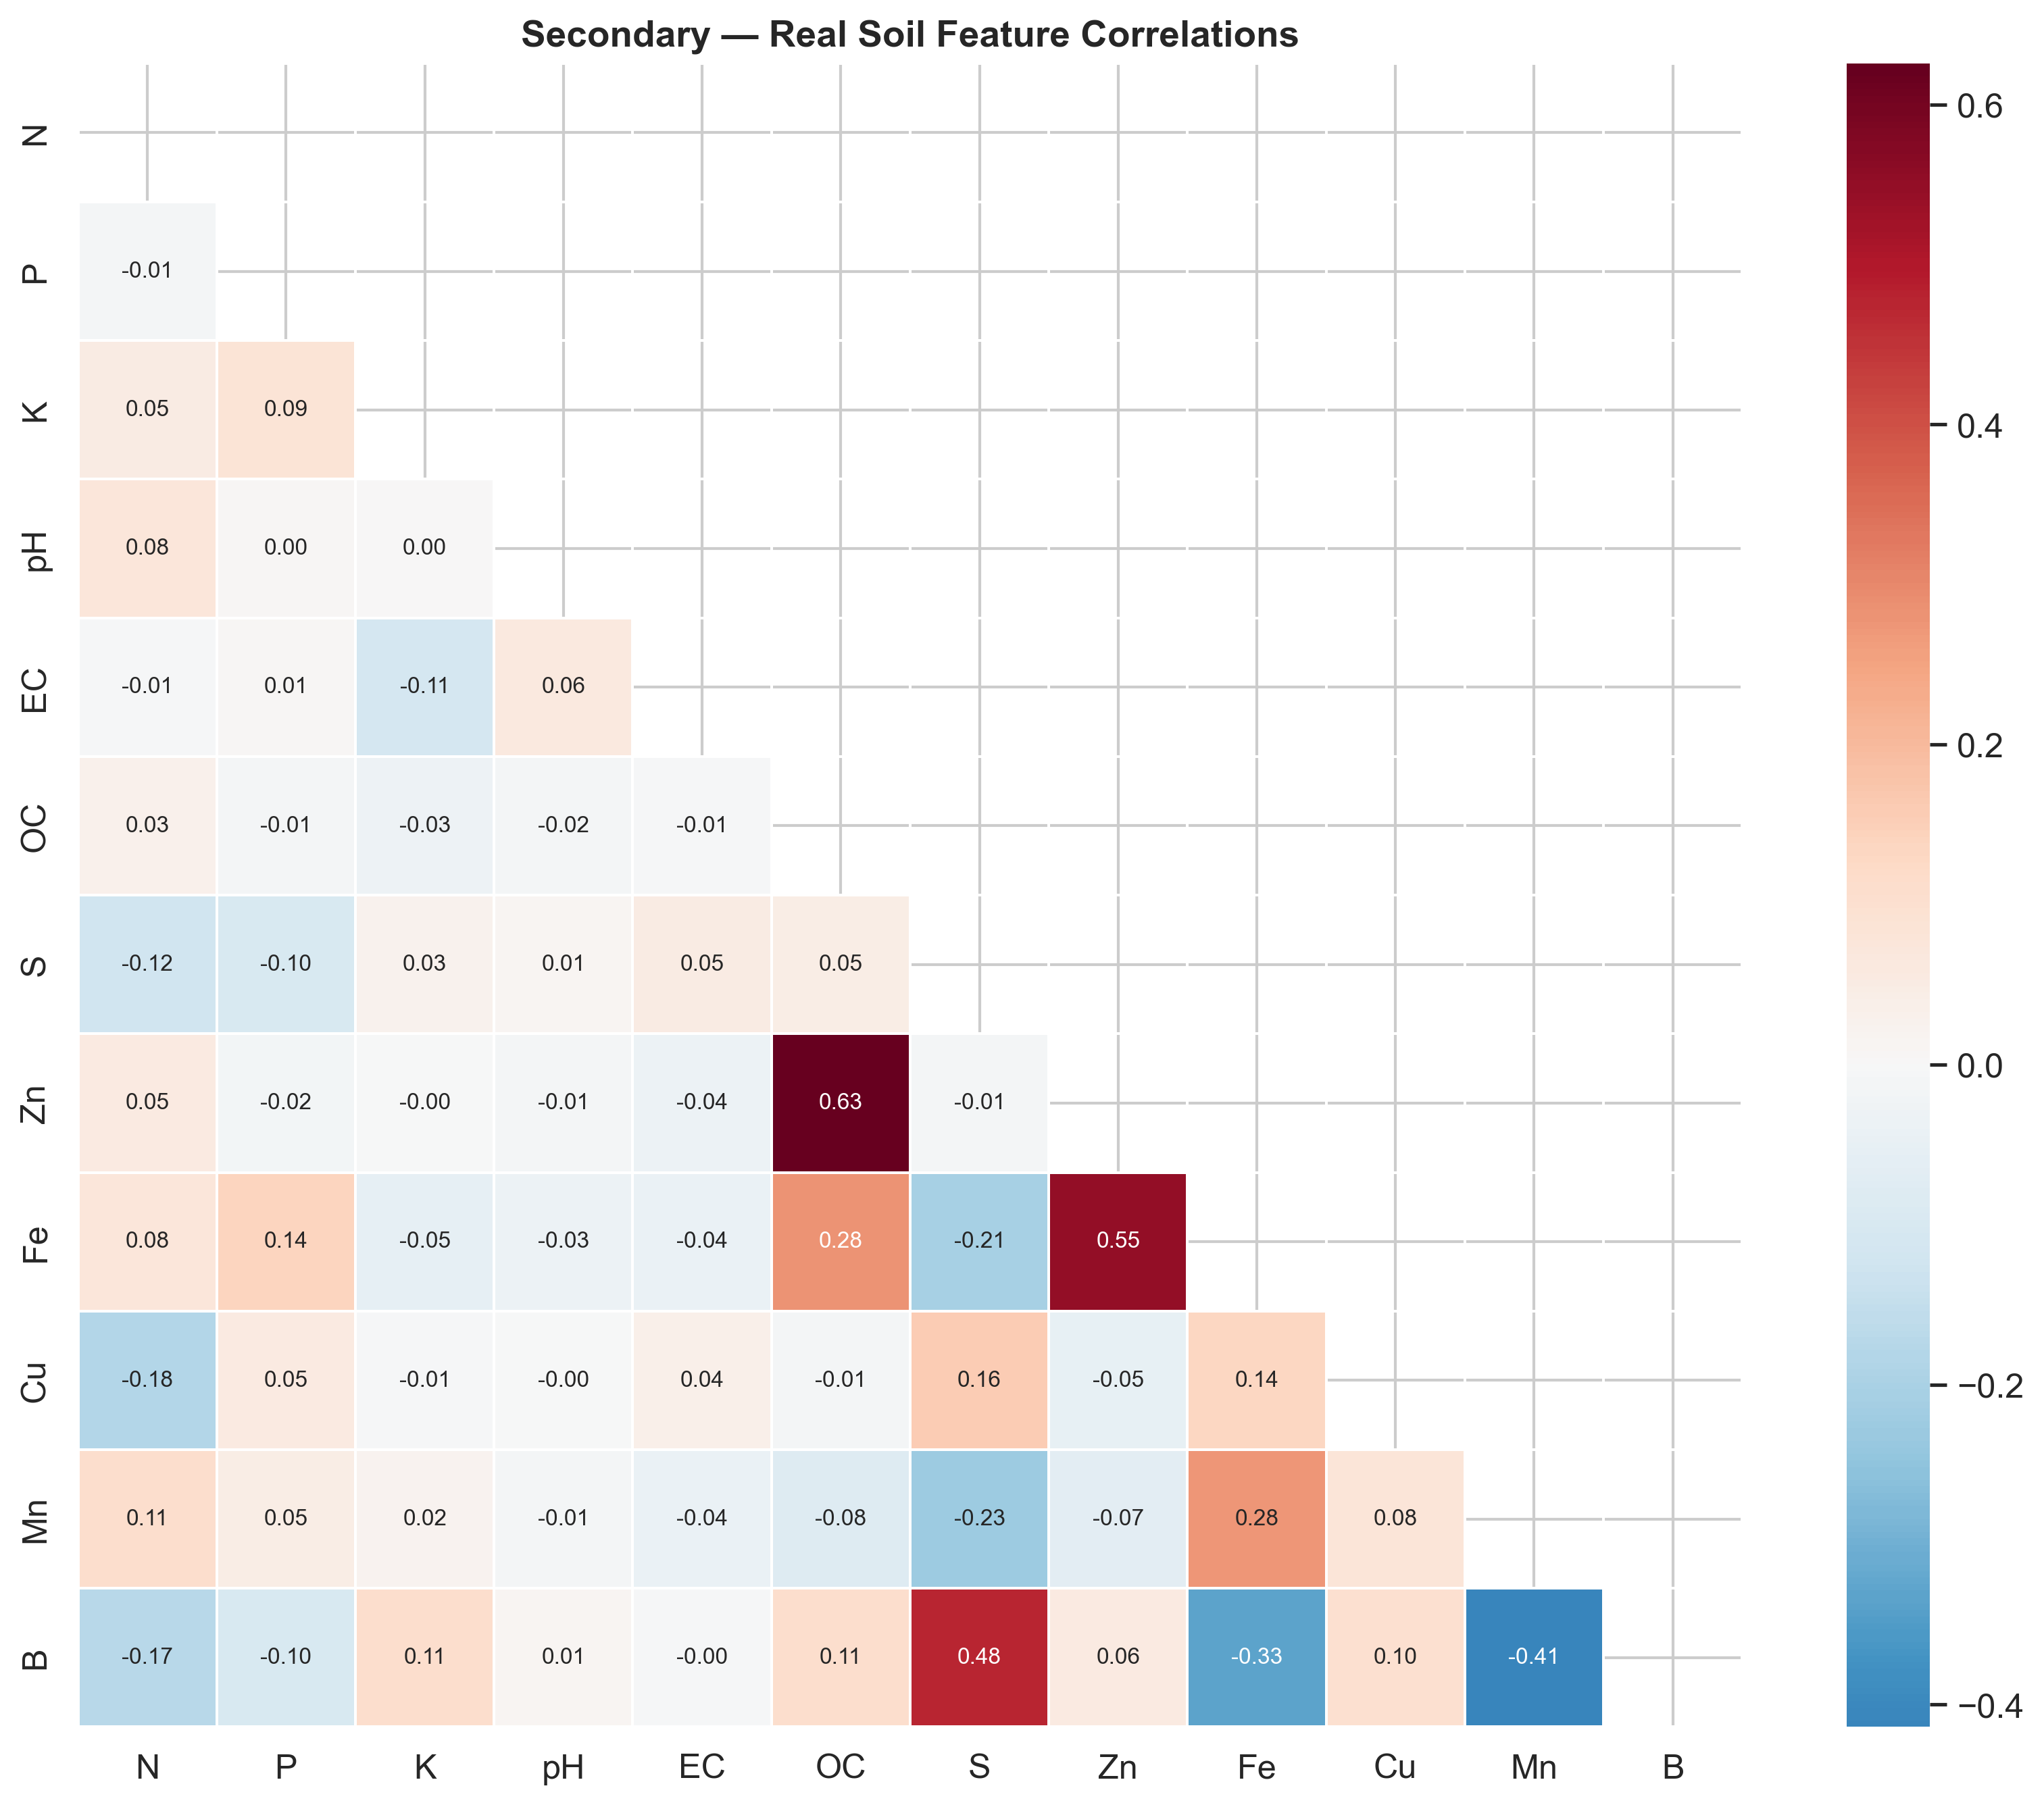 Secondary — Real Soil Feature Correlations
N
P -0.01
K 0.05 0.09
pH 0.08 0.00 0.00
EC -0.01 0.01 -0.11 0.06
OC 0.03 -0.01 -0.03 -0.02 -0.01
S -0.12 -0.10 0.03 0.01 0.05 0.05
Zn 0.05 -0.02 -0.00 -0.01 -0.04 0.63 -0.01
Fe 0.08 0.14 -0.05 -0.03 -0.04 0.28 -0.21 0.55
Cu -0.18 0.05 -0.01 -0.00 0.04 -0.01 0.16 -0.05 0.14
Mn 0.11 0.05 0.02 -0.01 -0.04 -0.08 -0.23 -0.07 0.28 0.08
B -0.17 -0.10 0.11 0.01 -0.00 0.11 0.48 0.06 -0.33 0.10 -0.41
N P K pH EC OC S Zn Fe Cu Mn B
0.6
0.4
0.2
0.0
−0.2
−0.4